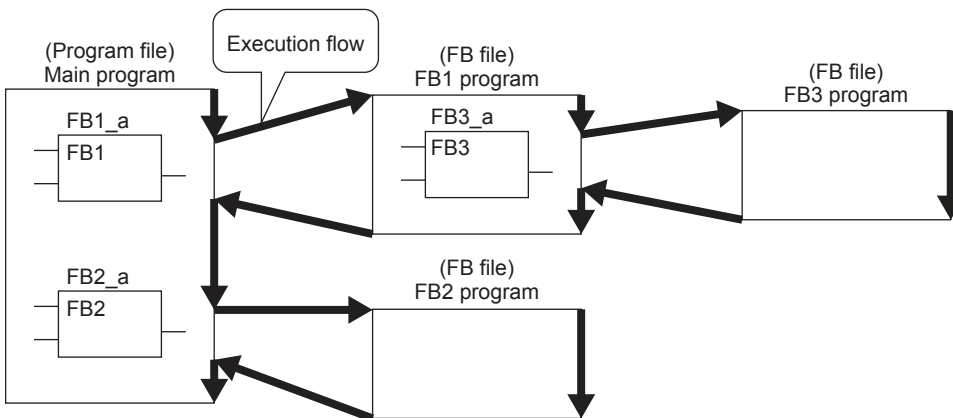 (Program file)
Main program
FB1_a
FB1
FB2_a
FB2
Execution flow
(FB file)
FB1 program
FB3_a
FB3
(FB file)
FB3 program
(FB file)
FB2 program